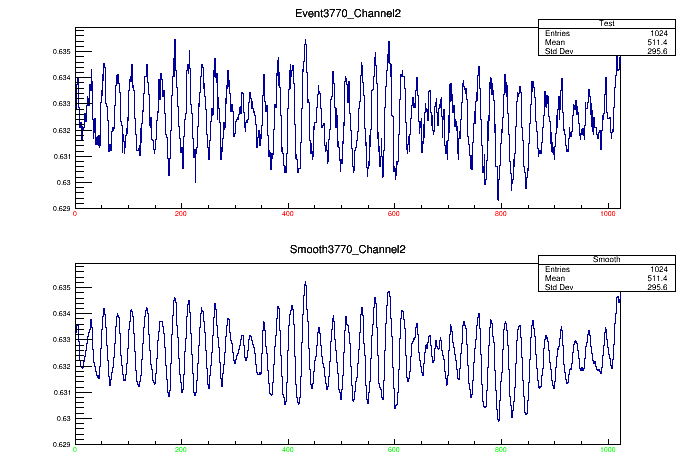 Event3770_Channel2
Test
Entries 1024
Mean 511.4
Std Dev 295.6
0.635
0.634
0.633
0.632
0.631
0.63
0.629
0 200 400 600 800 1000
Smooth3770_Channel2
Smooth
Entries 1024
Mean 511.4
Std Dev 295.6
0.635
0.634
0.633
0.632
0.631
0.63
0.629
0 200 400 600 800 1000